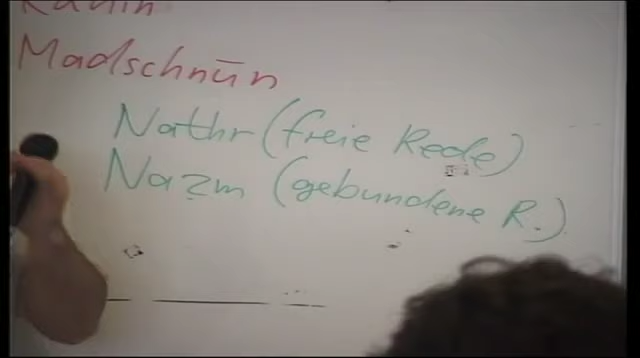 Madschnūn
Nathr (freie Rede)
Naẓm (gebundene R.)